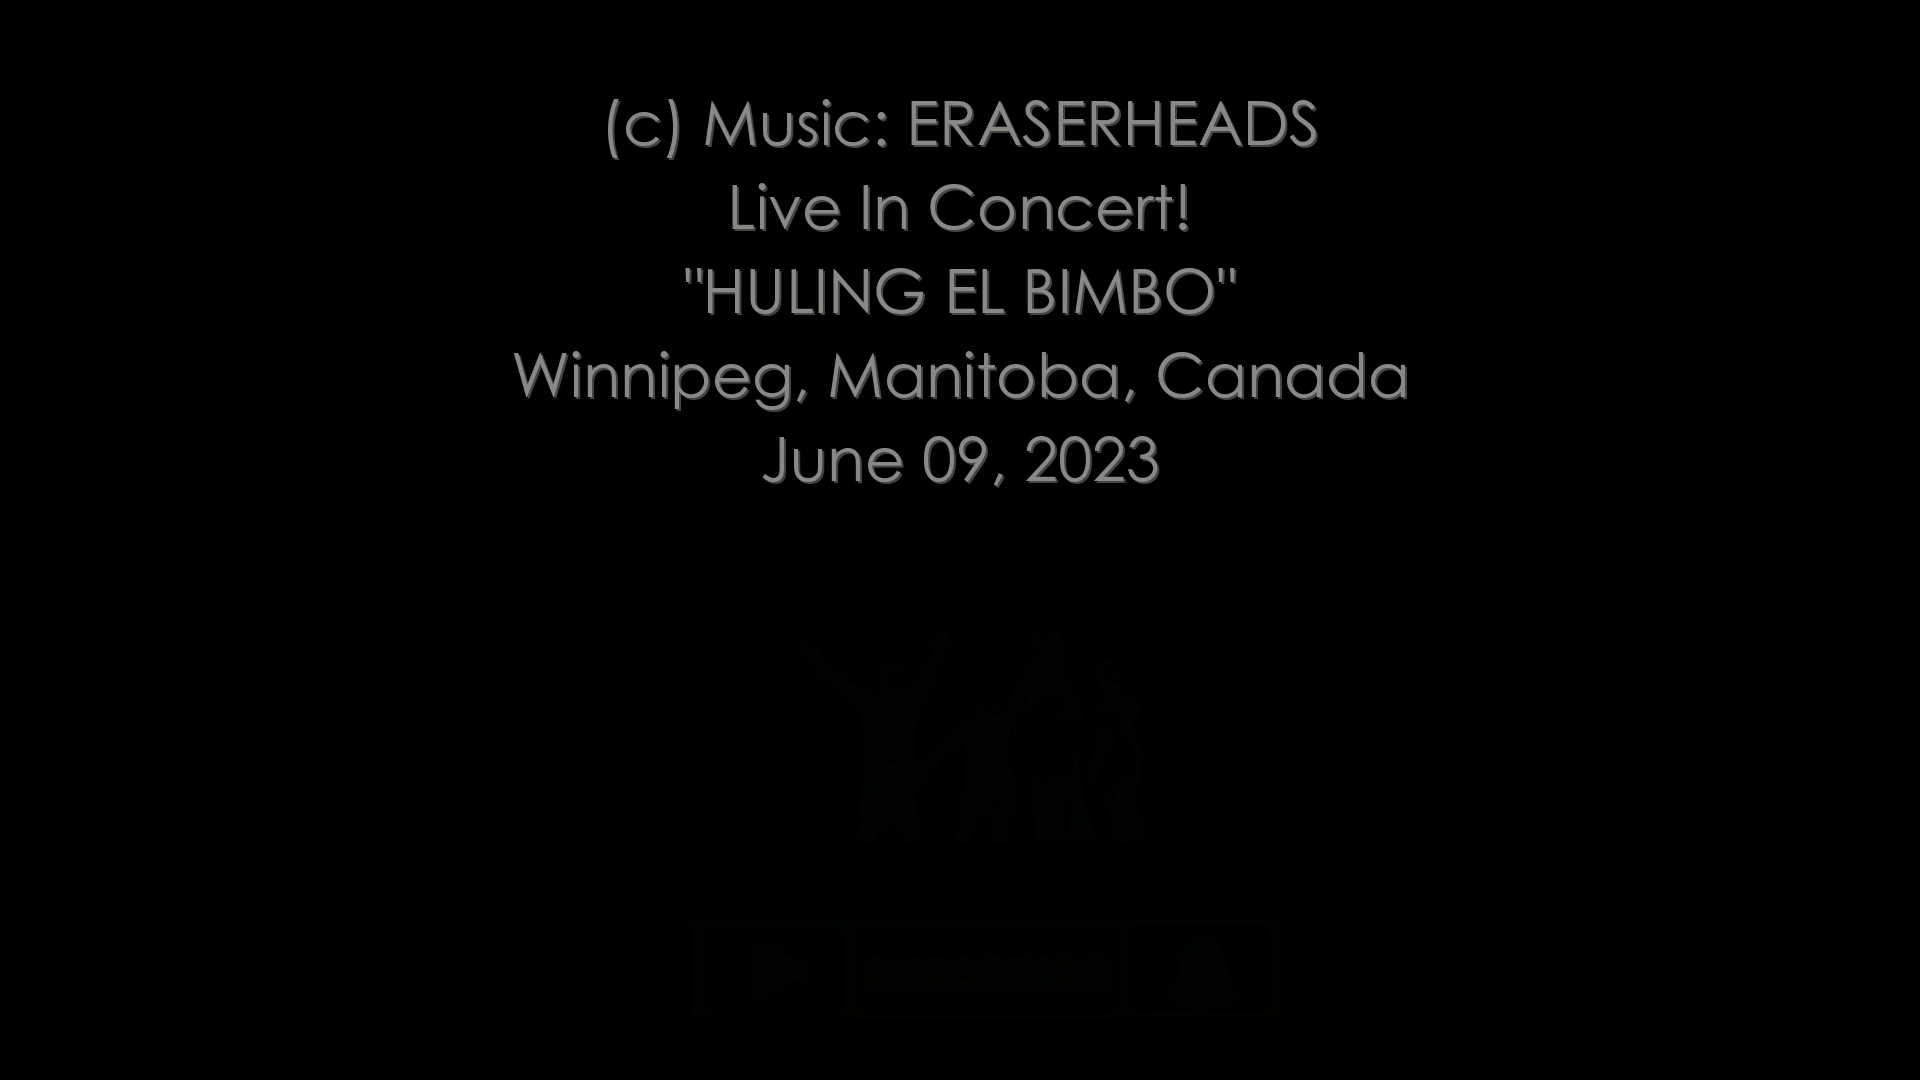 (c) Music: ERASERHEADS
Live In Concert!
"HULING EL BIMBO"
Winnipeg, Manitoba, Canada
June 09, 2023